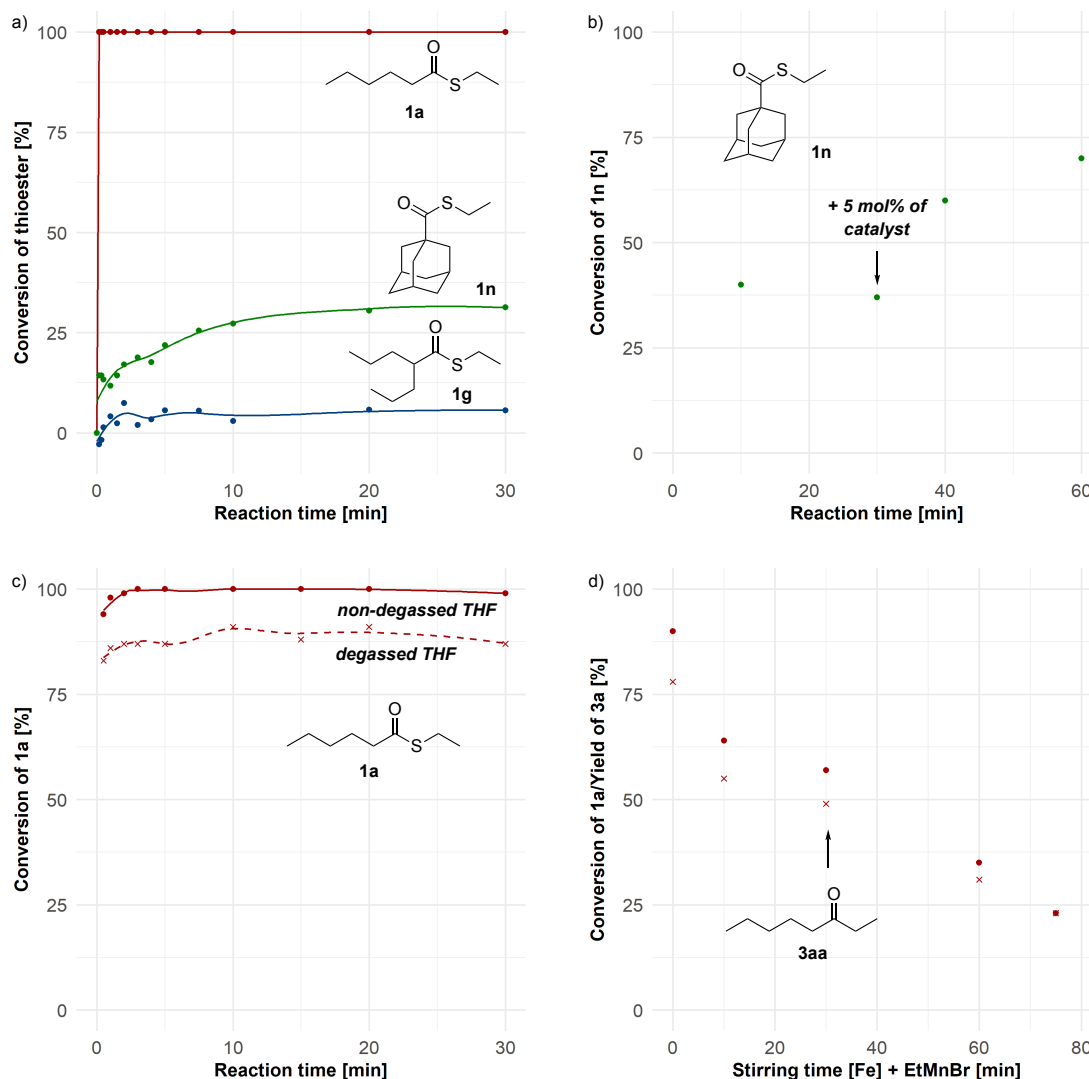 a)
Conversion of thioester [%]
100
75
50
25
0
O
S
1a
O
S
1n
O
S
1g
0
10
20
30
Reaction time [min]
b)
Conversion of 1n [%]
100
75
50
25
0
O
S
1n
+ 5 mol% of
catalyst
0
20
40
60
Reaction time [min]
c)
Conversion of 1a [%]
100
75
50
25
0
non-degassed THF
degassed THF
O
S
1a
0
10
20
30
Reaction time [min]
d)
Conversion of 1a/Yield of 3a [%]
100
75
50
25
0
O
3aa
0
20
40
60
80
Stirring time [Fe] + EtMnBr [min]